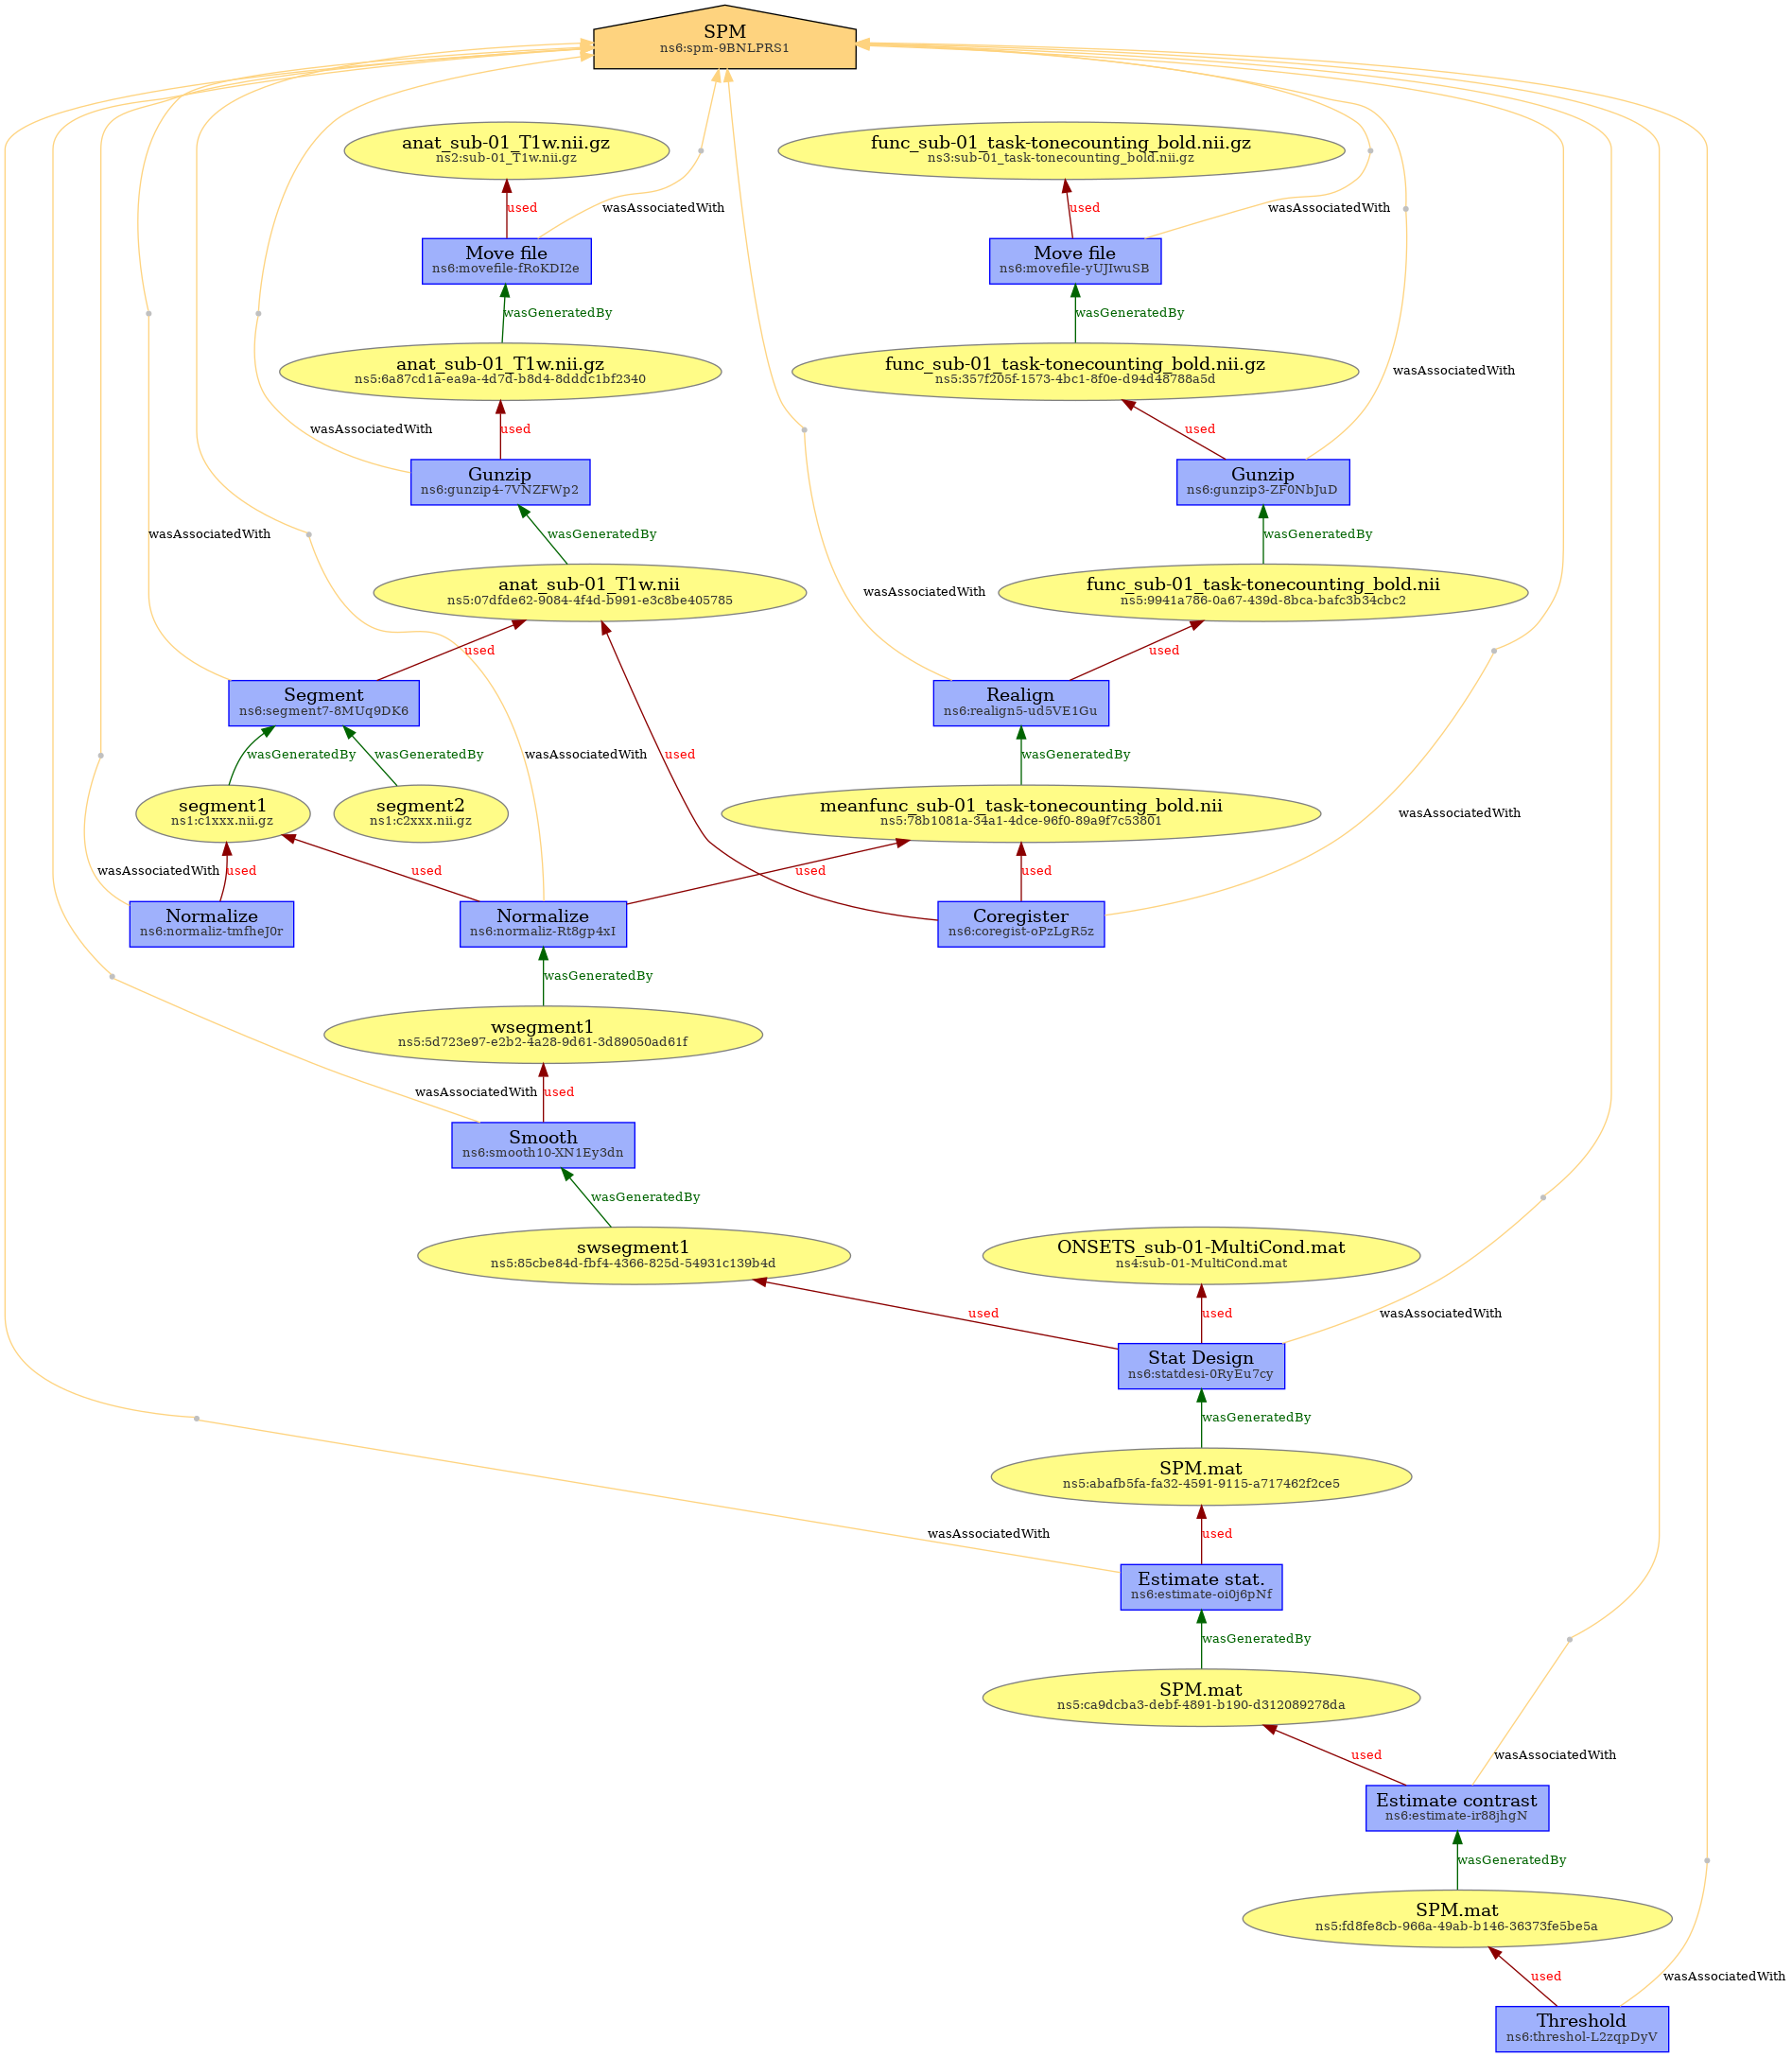 SPM
ns6:spm-9BNLPRS1
anat_sub-01_T1w.nii.gz
ns2:sub-01_T1w.nii.gz
func_sub-01_task-tonecounting_bold.nii.gz
ns3:sub-01_task-tonecounting_bold.nii.gz
used
wasAssociatedWith
used
wasAssociatedWith
Move file
ns6:movefile-fRoKDI2e
Move file
ns6:movefile-yUJIwuSB
wasGeneratedBy
wasGeneratedBy
anat_sub-01_T1w.nii.gz
ns5:6a87cd1a-ea9a-4d7d-b8d4-8dddc1bf2340
func_sub-01_task-tonecounting_bold.nii.gz
ns5:357f205f-1573-4bc1-8f0e-d94d48788a5d
wasAssociatedWith
used
used
wasAssociatedWith
Gunzip
ns6:gunzip4-7VNZFWp2
Gunzip
ns6:gunzip3-ZF0NbJuD
wasAssociatedWith
wasGeneratedBy
wasGeneratedBy
anat_sub-01_T1w.nii
ns5:07dfde62-9084-4f4d-b991-e3c8be405785
wasAssociatedWith
func_sub-01_task-tonecounting_bold.nii
ns5:9941a786-0a67-439d-8bca-bafc3b34cbc2
used
used
Segment
ns6:segment7-8MUq9DK6
Realign
ns6:realign5-ud5VE1Gu
wasGeneratedBy
wasGeneratedBy
wasAssociatedWith
used
wasGeneratedBy
segment1
ns1:c1xxx.nii.gz
segment2
ns1:c2xxx.nii.gz
meanfunc_sub-01_task-tonecounting_bold.nii
ns5:78b1081a-34a1-4dce-96f0-89a9f7c53801
wasAssociatedWith
wasAssociatedWith
used
used
used
used
Normalize
ns6:normaliz-tmfheJ0r
Normalize
ns6:normaliz-Rt8gp4xI
Coregister
ns6:coregist-oPzLgR5z
wasGeneratedBy
wsegment1
ns5:5d723e97-e2b2-4a28-9d61-3d89050ad61f
wasAssociatedWith
used
Smooth
ns6:smooth10-XN1Ey3dn
wasGeneratedBy
swsegment1
ns5:85cbe84d-fbf4-4366-825d-54931c139b4d
ONSETS_sub-01-MultiCond.mat
ns4:sub-01-MultiCond.mat
used
used
wasAssociatedWith
Stat Design
ns6:statdesi-0RyEu7cy
wasGeneratedBy
SPM.mat
ns5:abafb5fa-fa32-4591-9115-a717462f2ce5
wasAssociatedWith
used
Estimate stat.
ns6:estimate-oi0j6pNf
wasGeneratedBy
SPM.mat
ns5:ca9dcba3-debf-4891-b190-d312089278da
used
wasAssociatedWith
Estimate contrast
ns6:estimate-ir88jhgN
wasGeneratedBy
SPM.mat
ns5:fd8fe8cb-966a-49ab-b146-36373fe5be5a
used
wasAssociatedWith
Threshold
ns6:threshol-L2zqpDyV